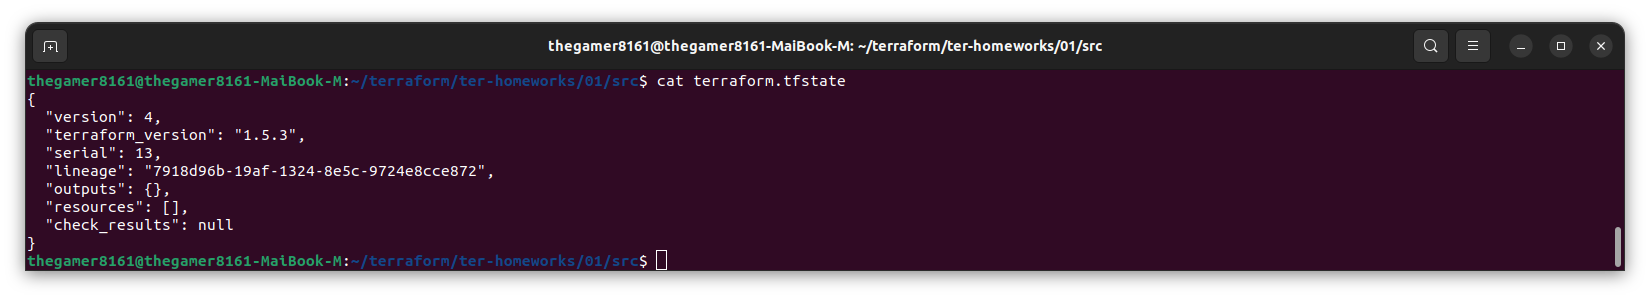 thegamer8161@thegamer8161-MaiBook-M: ~/terraform/ter-homeworks/01/src
thegamer8161@thegamer8161-MaiBook-M:~/terraform/ter-homeworks/01/src$ cat terraform.tfstate
{
  "version": 4,
  "terraform_version": "1.5.3",
  "serial": 13,
  "lineage": "7918d96b-19af-1324-8e5c-9724e8cce872",
  "outputs": {},
  "resources": [],
  "check_results": null
}
thegamer8161@thegamer8161-MaiBook-M:~/terraform/ter-homeworks/01/src$